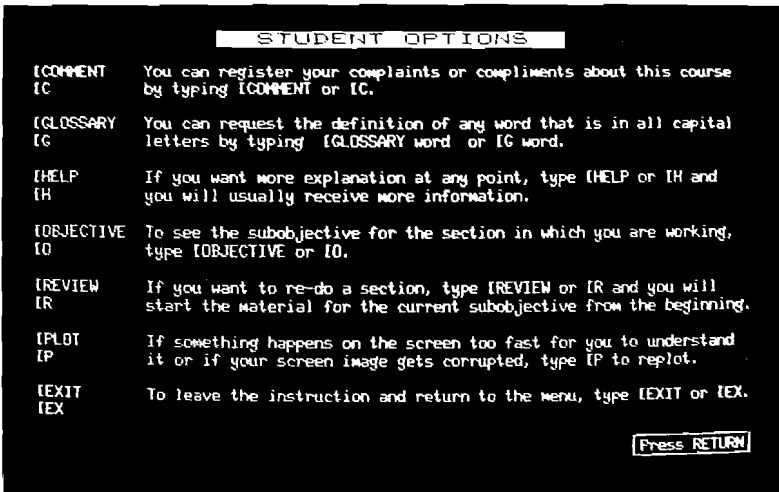 STUDENT OPTIONS
[COMMENT You can register your complaints or compliments about this course
[C by typing [COMMENT or [C.
[GLOSSARY You can request the definition of any word that is in all capital
[G letters by typing [GLOSSARY word or [G word.
[HELP If you want more explanation at any point, type [HELP or [H and
[H you will usually receive more information.
[OBJECTIVE To see the subobjective for the section in which you are working,
[O type [OBJECTIVE or [O.
[REVIEW If you want to re-do a section, type [REVIEW or [R and you will
[R start the material for the current subobjective from the beginning.
[PLOT If something happens on the screen too fast for you to understand
[P it or if your screen image gets corrupted, type [P to replot.
[EXIT To leave the instruction and return to the menu, type [EXIT or [EX.
[EX
Press RETURN